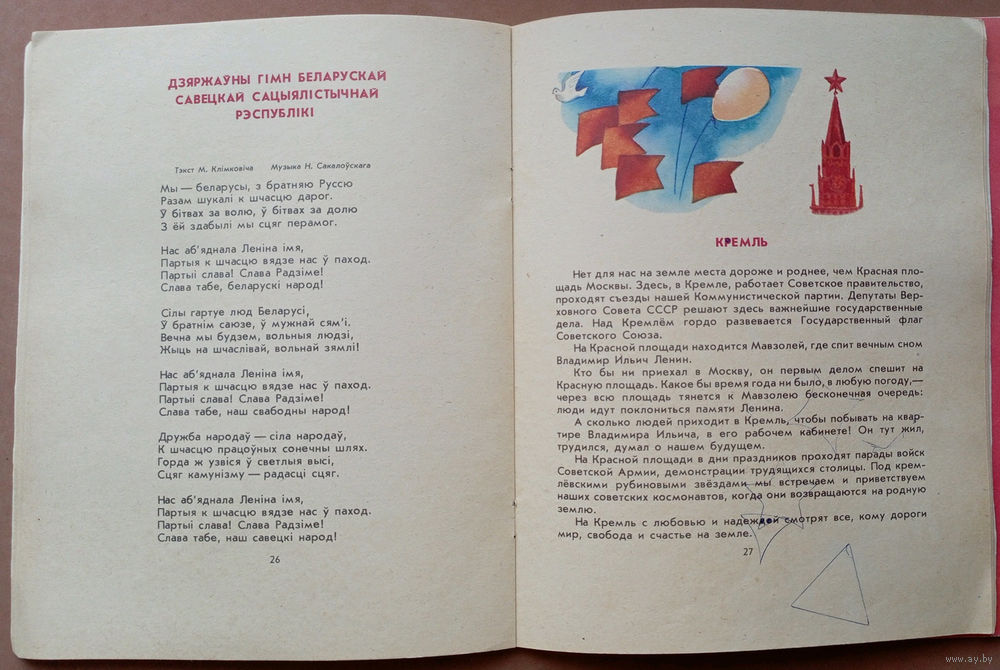 ДЗЯРЖАЎНЫ ГІМН БЕЛАРУСКАЙ
САВЕЦКАЙ САЦЫЯЛІСТЫЧНАЙ
РЭСПУБЛІКІ
Тэкст М. Клімковіча Музыка Н. Сакалоўскага
Мы — беларусы, з братняю Руссю
Разам шукалі к шчасцю дарог.
Ў бітвах за волю, ў бітвах за долю
З ёй здабылі мы сцяг перамог.
Нас аб'яднала Леніна імя,
Партыя к шчасцю вядзе нас ў паход.
Партыі слава! Слава Радзіме!
Слава табе, беларускі народ!
Сілы гартуе люд Беларусі,
Ў братнім саюзе, ў мужнай сям'і.
Вечна мы будзем, вольныя людзі,
Жыць на шчаслівай, вольнай зямлі!
Нас аб'яднала Леніна імя,
Партыя к шчасцю вядзе нас ў паход.
Партыі слава! Слава Радзіме!
Слава табе, наш свабодны народ!
Дружба народаў — сіла народаў,
К шчасцю працоўных сонечны шлях.
Горда ж узвіся ў светлыя высі,
Сцяг камунізму — радасці сцяг.
Нас аб'яднала Леніна імя,
Партыя к шчасцю вядзе нас ў паход.
Партыі слава! Слава Радзіме!
Слава табе, наш савецкі народ!
26
КРЕМЛЬ
Нет для нас на земле места дороже и роднее, чем Красная пло-
щадь Москвы. Здесь, в Кремле, работает Советское правительство,
проходят съезды нашей Коммунистической партии. Депутаты Вер-
ховного Совета СССР решают здесь важнейшие государственные
дела. Над Кремлём гордо развевается Государственный флаг
Советского Союза.
На Красной площади находится Мавзолей, где спит вечным сном
Владимир Ильич Ленин.
Кто бы ни приехал в Москву, он первым делом спешит на
Красную площадь. Какое бы время года ни было, в любую погоду,—
через всю площадь тянется к Мавзолею бесконечная очередь:
люди идут поклониться памяти Ленина.
А сколько людей приходит в Кремль, чтобы побывать на квар-
тире Владимира Ильича, в его рабочем кабинете! Он тут жил,
трудился, думал о нашем будущем.
На Красной площади в дни праздников проходят парады войск
Советской Армии, демонстрации трудящихся столицы. Под крем-
лёвскими рубиновыми звёздами мы встречаем и приветствуем
наших советских космонавтов, когда они возвращаются на родную
землю.
На Кремль с любовью и надеждой смотрят все, кому дороги
мир, свобода и счастье на земле.
27
www.ay.by